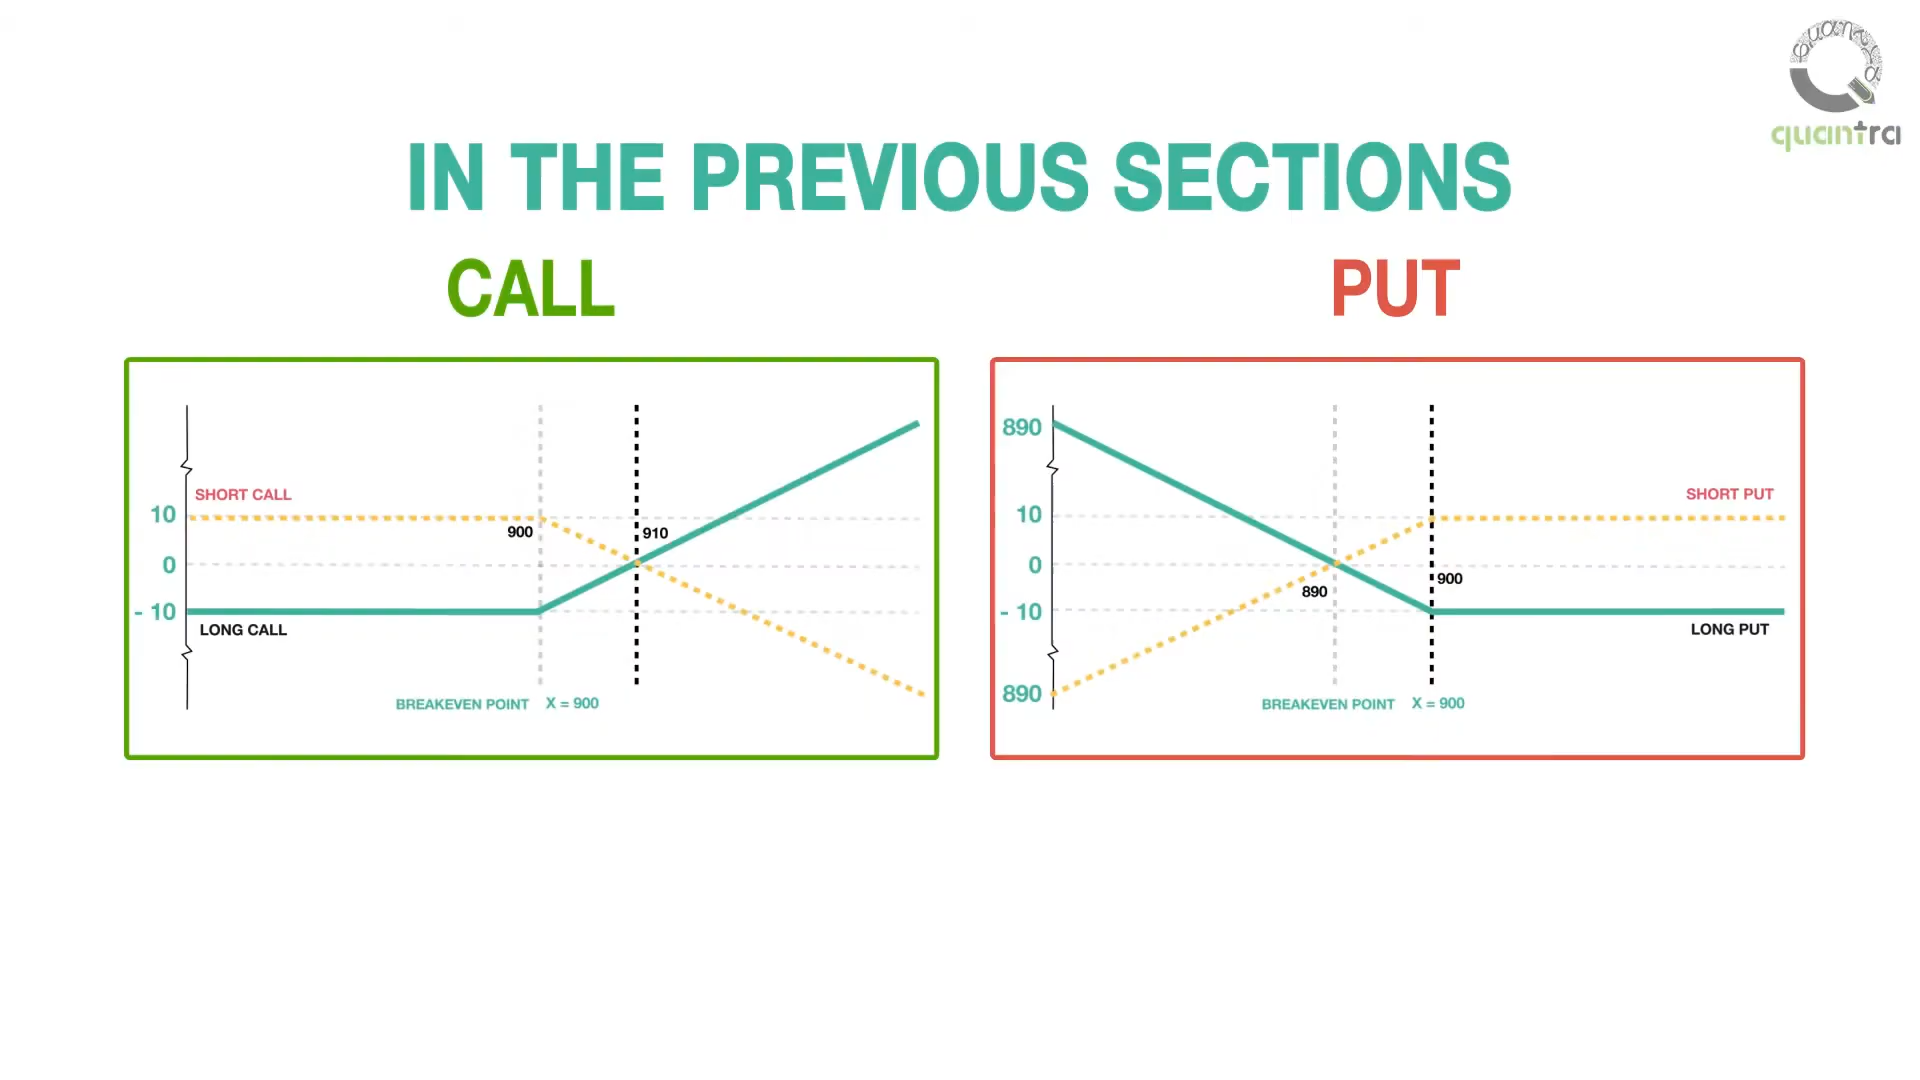 quantra
IN THE PREVIOUS SECTIONS
CALL
PUT
SHORT CALL
10
900
910
0
- 10
LONG CALL
BREAKEVEN POINT X = 900
890
SHORT PUT
10
0
890
900
- 10
LONG PUT
890
BREAKEVEN POINT X = 900